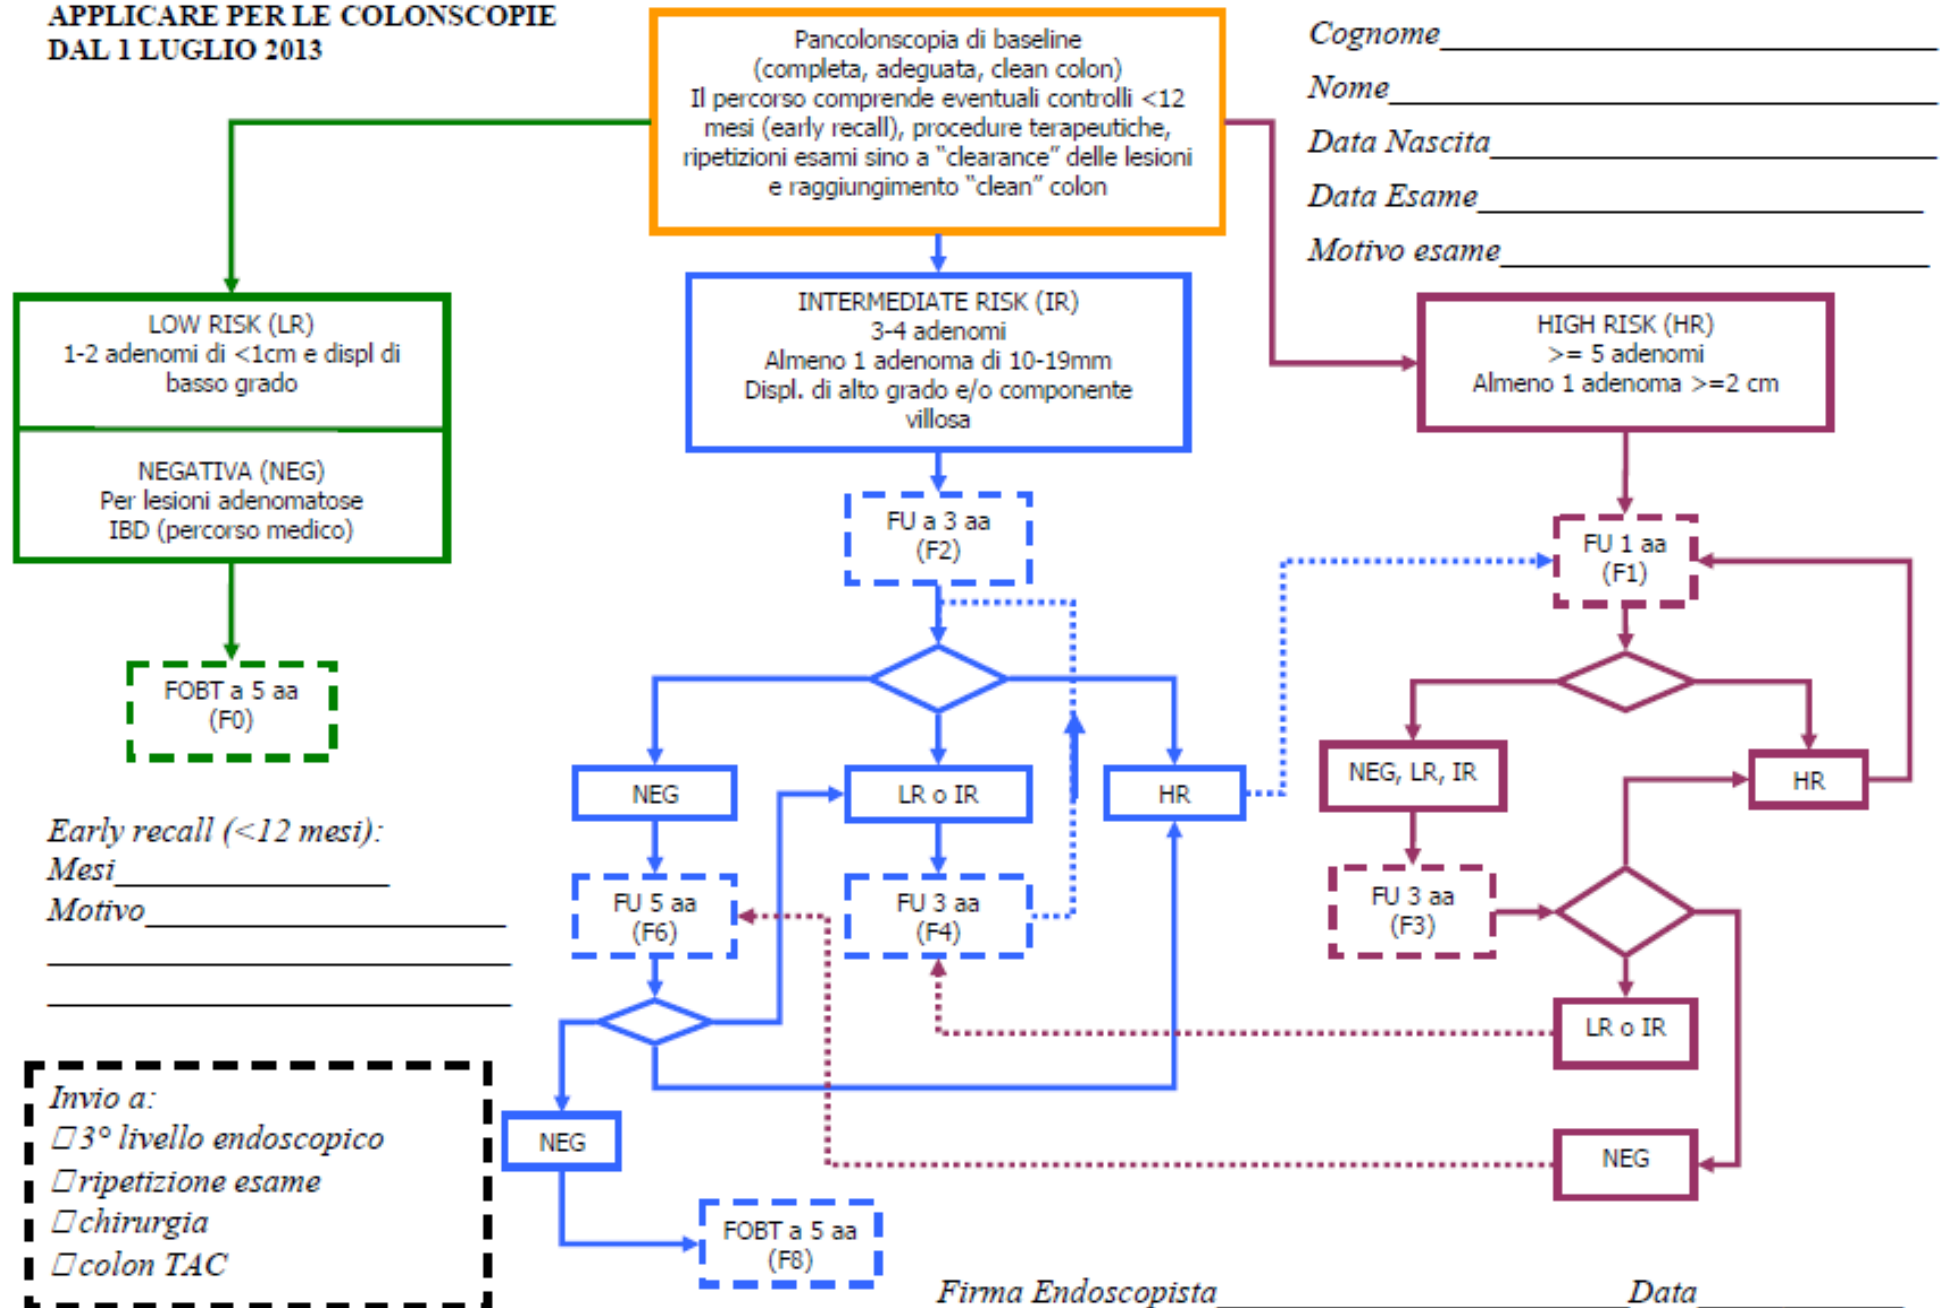 APPLICARE PER LE COLONSCOPIE
DAL 1 LUGLIO 2013
Pancolonscopia di baseline
(completa, adeguata, clean colon)
Il percorso comprende eventuali controlli <12
mesi (early recall), procedure terapeutiche,
ripetizioni esami sino a “clearance” delle lesioni
e raggiungimento “clean” colon
Cognome
Nome
Data Nascita
Data Esame
Motivo esame
LOW RISK (LR)
1-2 adenomi di <1cm e displ di
basso grado
NEGATIVA (NEG)
Per lesioni adenomatose
IBD (percorso medico)
FOBT a 5 aa
(F0)
INTERMEDIATE RISK (IR)
3-4 adenomi
Almeno 1 adenoma di 10-19mm
Displ. di alto grado e/o componente
villosa
FU a 3 aa
(F2)
NEG
LR o IR
HR
FU 5 aa
(F6)
FU 3 aa
(F4)
NEG
FOBT a 5 aa
(F8)
HIGH RISK (HR)
>= 5 adenomi
Almeno 1 adenoma >=2 cm
FU 1 aa
(F1)
NEG, LR, IR
HR
FU 3 aa
(F3)
LR o IR
NEG
Early recall (<12 mesi):
Mesi
Motivo
Invio a:
□ 3° livello endoscopico
□ ripetizione esame
□ chirurgia
□ colon TAC
Firma Endoscopista Data